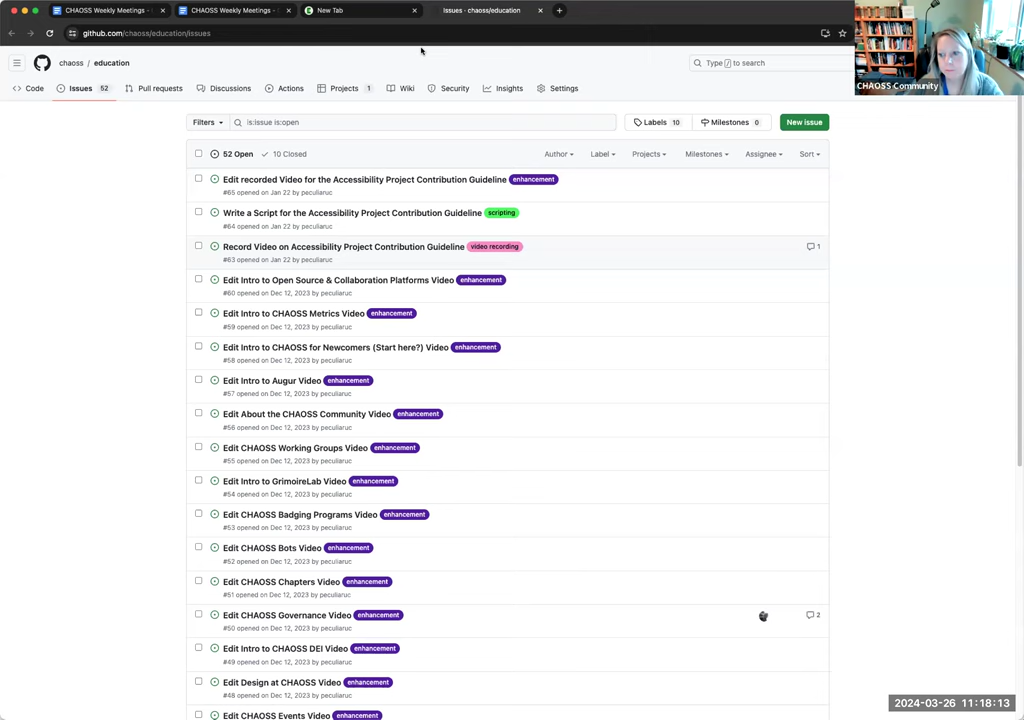 CHAOSS Weekly Meetings -
CHAOSS Weekly Meetings -
New Tab
Issues · chaoss/education
github.com/chaoss/education/issues
chaoss / education
Type / to search
Code
Issues 52
Pull requests
Discussions
Actions
Projects 1
Wiki
Security
Insights
Settings
CHAOSS Community
Filters
is:issue is:open
Labels 10
Milestones 0
New issue
52 Open
10 Closed
Author
Label
Projects
Milestones
Assignee
Sort
Edit recorded Video for the Accessibility Project Contribution Guideline enhancement
#65 opened on Jan 22 by peculiaruc
Write a Script for the Accessibility Project Contribution Guideline scripting
#64 opened on Jan 22 by peculiaruc
Record Video on Accessibility Project Contribution Guideline video recording 1
#63 opened on Jan 22 by peculiaruc
Edit Intro to Open Source & Collaboration Platforms Video enhancement
#60 opened on Dec 12, 2023 by peculiaruc
Edit Intro to CHAOSS Metrics Video enhancement
#59 opened on Dec 12, 2023 by peculiaruc
Edit Intro to CHAOSS for Newcomers (Start here?) Video enhancement
#58 opened on Dec 12, 2023 by peculiaruc
Edit Intro to Augur Video enhancement
#57 opened on Dec 12, 2023 by peculiaruc
Edit About the CHAOSS Community Video enhancement
#56 opened on Dec 12, 2023 by peculiaruc
Edit CHAOSS Working Groups Video enhancement
#55 opened on Dec 12, 2023 by peculiaruc
Edit Intro to GrimoireLab Video enhancement
#54 opened on Dec 12, 2023 by peculiaruc
Edit CHAOSS Badging Programs Video enhancement
#53 opened on Dec 12, 2023 by peculiaruc
Edit CHAOSS Bots Video enhancement
#52 opened on Dec 12, 2023 by peculiaruc
Edit CHAOSS Chapters Video enhancement
#51 opened on Dec 12, 2023 by peculiaruc
Edit CHAOSS Governance Video enhancement 2
#50 opened on Dec 12, 2023 by peculiaruc
Edit Intro to CHAOSS DEI Video enhancement
#49 opened on Dec 12, 2023 by peculiaruc
Edit Design at CHAOSS Video enhancement
#48 opened on Dec 12, 2023 by peculiaruc
Edit CHAOSS Events Video enhancement
2024-03-26 11:18:13